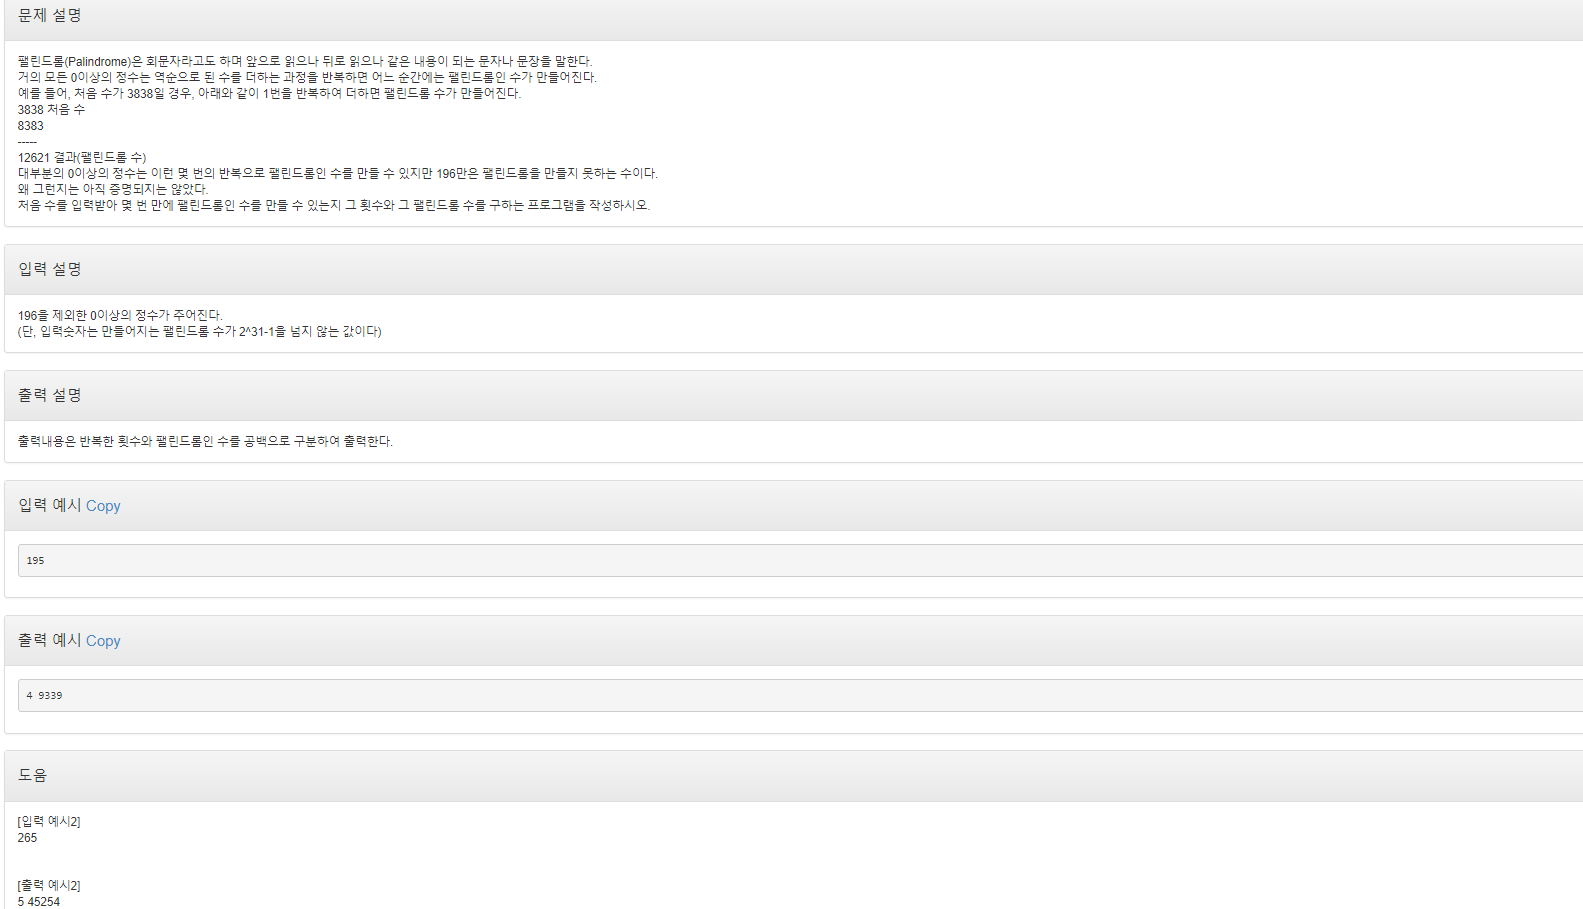 문제 설명
팰린드롬(Palindrome)은 회문자라고도 하며 앞으로 읽으나 뒤로 읽으나 같은 내용이 되는 문자나 문장을 말한다.
거의 모든 0이상의 정수는 역순으로 된 수를 더하는 과정을 반복하면 어느 순간에는 팰린드롬인 수가 만들어진다.
예를 들어, 처음 수가 3838일 경우, 아래와 같이 1번을 반복하여 더하면 팰린드롬 수가 만들어진다.
3838 처음 수
8383
-----
12621 결과(팰린드롬 수)
대부분의 0이상의 정수는 이런 몇 번의 반복으로 팰린드롬인 수를 만들 수 있지만 196만은 팰린드롬을 만들지 못하는 수이다.
왜 그런지는 아직 증명되지는 않았다.
처음 수를 입력받아 몇 번 만에 팰린드롬인 수를 만들 수 있는지 그 횟수와 그 팰린드롬 수를 구하는 프로그램을 작성하시오.
입력 설명
196을 제외한 0이상의 정수가 주어진다.
(단, 입력숫자는 만들어지는 팰린드롬 수가 2^31-1을 넘지 않는 값이다)
출력 설명
출력내용은 반복한 횟수와 팰린드롬인 수를 공백으로 구분하여 출력한다.
입력 예시 Copy
195
출력 예시 Copy
4 9339
도움
[입력 예시2]
265
[출력 예시2]
5 45254